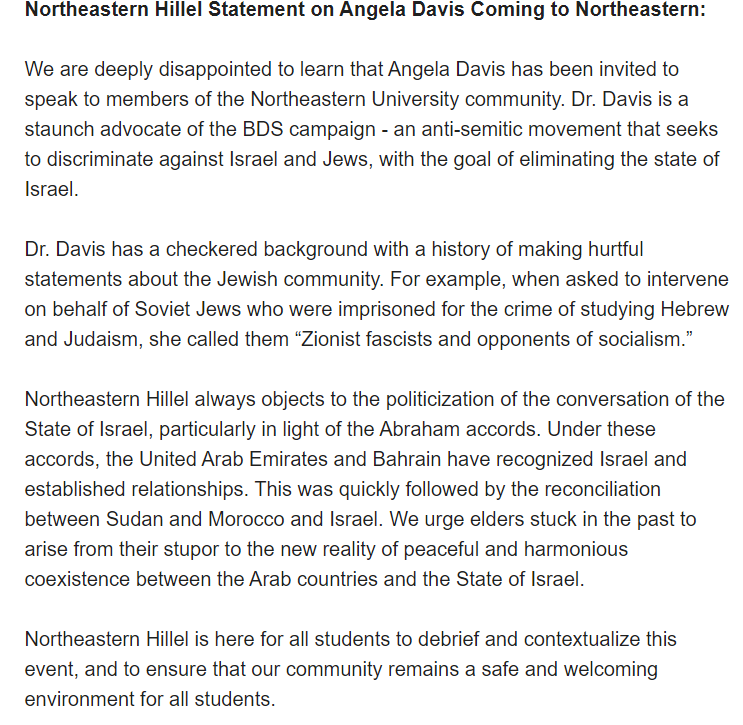 Northeastern Hillel Statement on Angela Davis Coming to Northeastern:
We are deeply disappointed to learn that Angela Davis has been invited to
speak to members of the Northeastern University community. Dr. Davis is a
staunch advocate of the BDS campaign - an anti-semitic movement that seeks
to discriminate against Israel and Jews, with the goal of eliminating the state of
Israel.
Dr. Davis has a checkered background with a history of making hurtful
statements about the Jewish community. For example, when asked to intervene
on behalf of Soviet Jews who were imprisoned for the crime of studying Hebrew
and Judaism, she called them “Zionist fascists and opponents of socialism.”
Northeastern Hillel always objects to the politicization of the conversation of the
State of Israel, particularly in light of the Abraham accords. Under these
accords, the United Arab Emirates and Bahrain have recognized Israel and
established relationships. This was quickly followed by the reconciliation
between Sudan and Morocco and Israel. We urge elders stuck in the past to
arise from their stupor to the new reality of peaceful and harmonious
coexistence between the Arab countries and the State of Israel.
Northeastern Hillel is here for all students to debrief and contextualize this
event, and to ensure that our community remains a safe and welcoming
environment for all students.